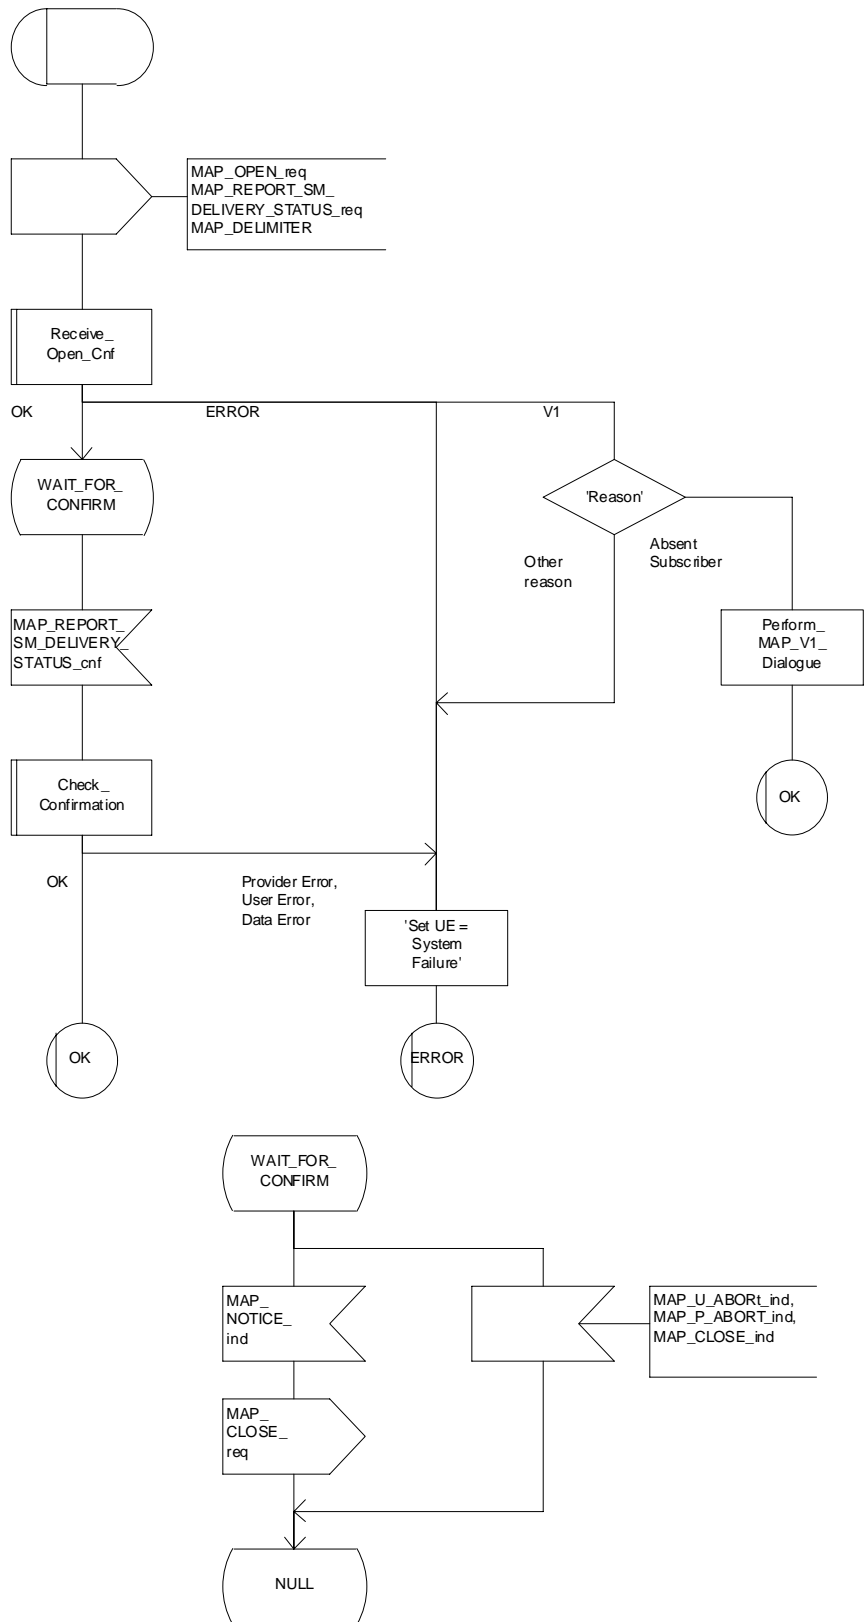 MAP_OPEN_req
MAP_REPORT_SM_
DELIVERY_STATUS_req
MAP_DELIMITER
Receive_
Open_Cnf
OK
ERROR
V1
WAIT_FOR_
CONFIRM
'Reason'
Other
reason
Absent
Subscriber
MAP_REPORT_
SM_DELIVERY_
STATUS_cnf
Perform_
MAP_V1_
Dialogue
Check_
Confirmation
OK
OK
Provider Error,
User Error,
Data Error
'Set UE =
System
Failure'
OK
ERROR
WAIT_FOR_
CONFIRM
MAP_
NOTICE_
ind
MAP_U_ABORt_ind,
MAP_P_ABORT_ind,
MAP_CLOSE_ind
MAP_
CLOSE_
req
NULL